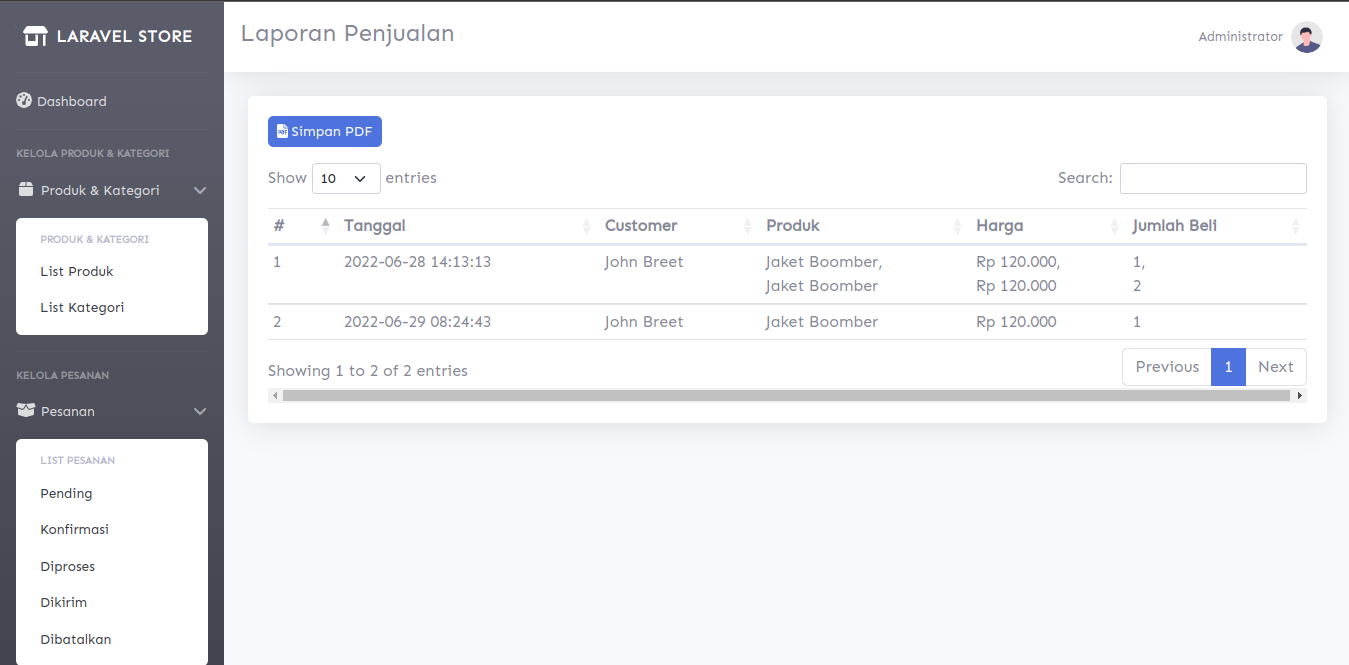 LARAVEL STORE
Dashboard
KELOLA PRODUK & KATEGORI
Produk & Kategori
PRODUK & KATEGORI
List Produk
List Kategori
KELOLA PESANAN
Pesanan
LIST PESANAN
Pending
Konfirmasi
Diproses
Dikirim
Dibatalkan
Laporan Penjualan
Administrator
Simpan PDF
Show 10 entries
Search:
# Tanggal Customer Produk Harga Jumlah Beli
1 2022-06-28 14:13:13 John Breet Jaket Boomber, Rp 120.000, 1,
Jaket Boomber Rp 120.000 2
2 2022-06-29 08:24:43 John Breet Jaket Boomber Rp 120.000 1
Showing 1 to 2 of 2 entries
Previous 1 Next